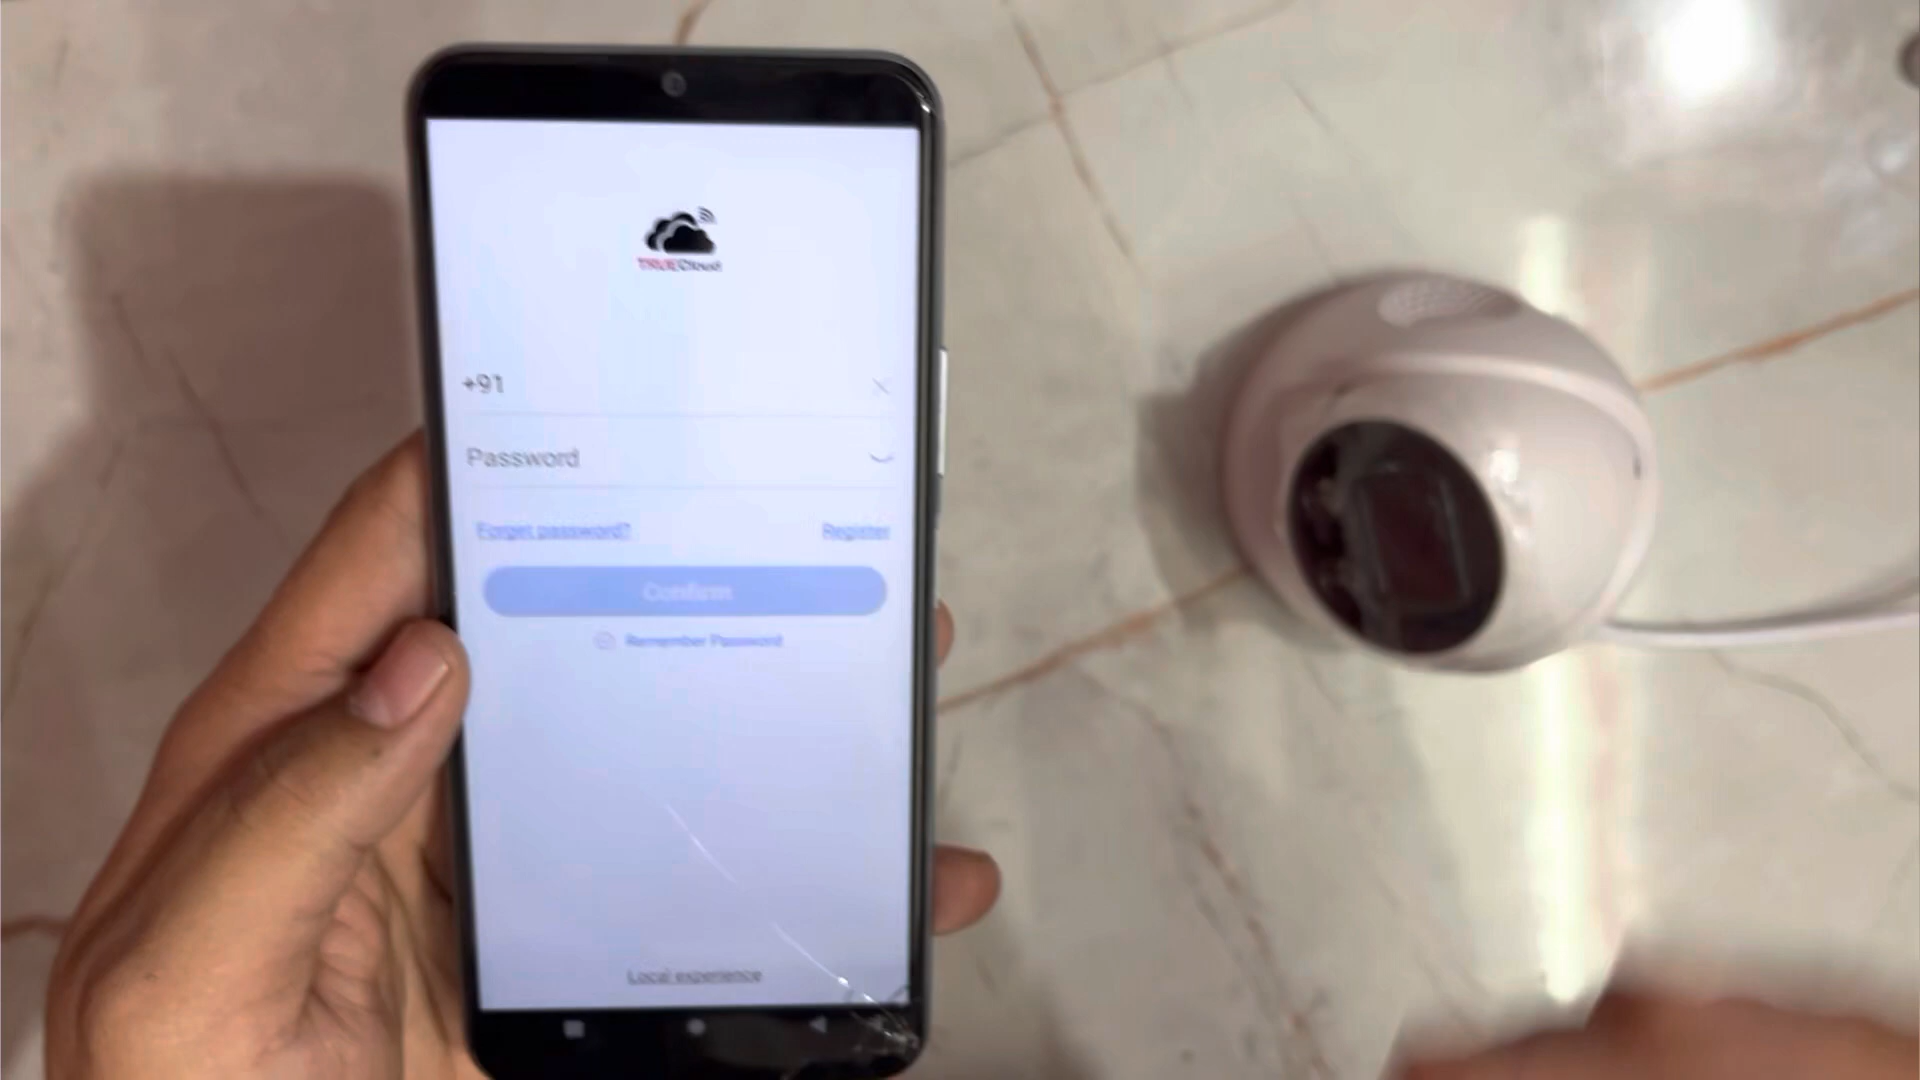 TRUECloud
+91
Password
Forget password? Register
Confirm
Remember Password
Local experience